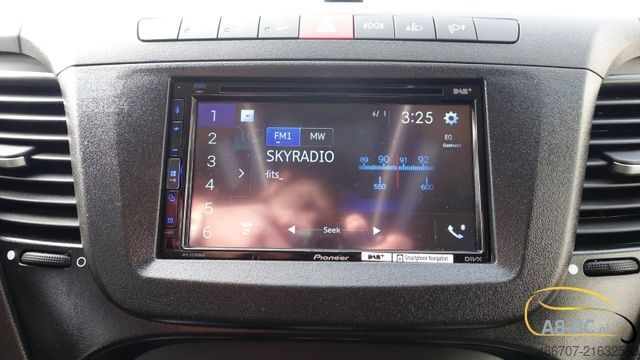 DAB+
1
6/ 1
3:25
2
FM1
MW
EQ
Control
3
SKYRADIO
89 90 91 92
4
Hits_
550 600
5
6
Seek
Pioneer
DAB+
Smartphone Navigation
DIVX